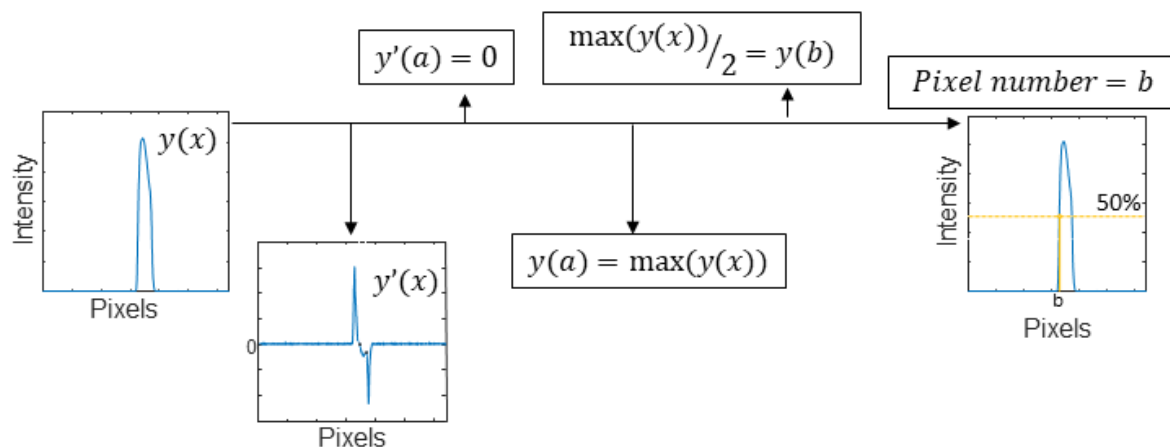 y'(a) = 0
max(y(x))/2 = y(b)
Pixel number = b
y(x)
Intensity
Pixels
y'(x)
0
Pixels
y(a) = max(y(x))
50%
Intensity
b
Pixels